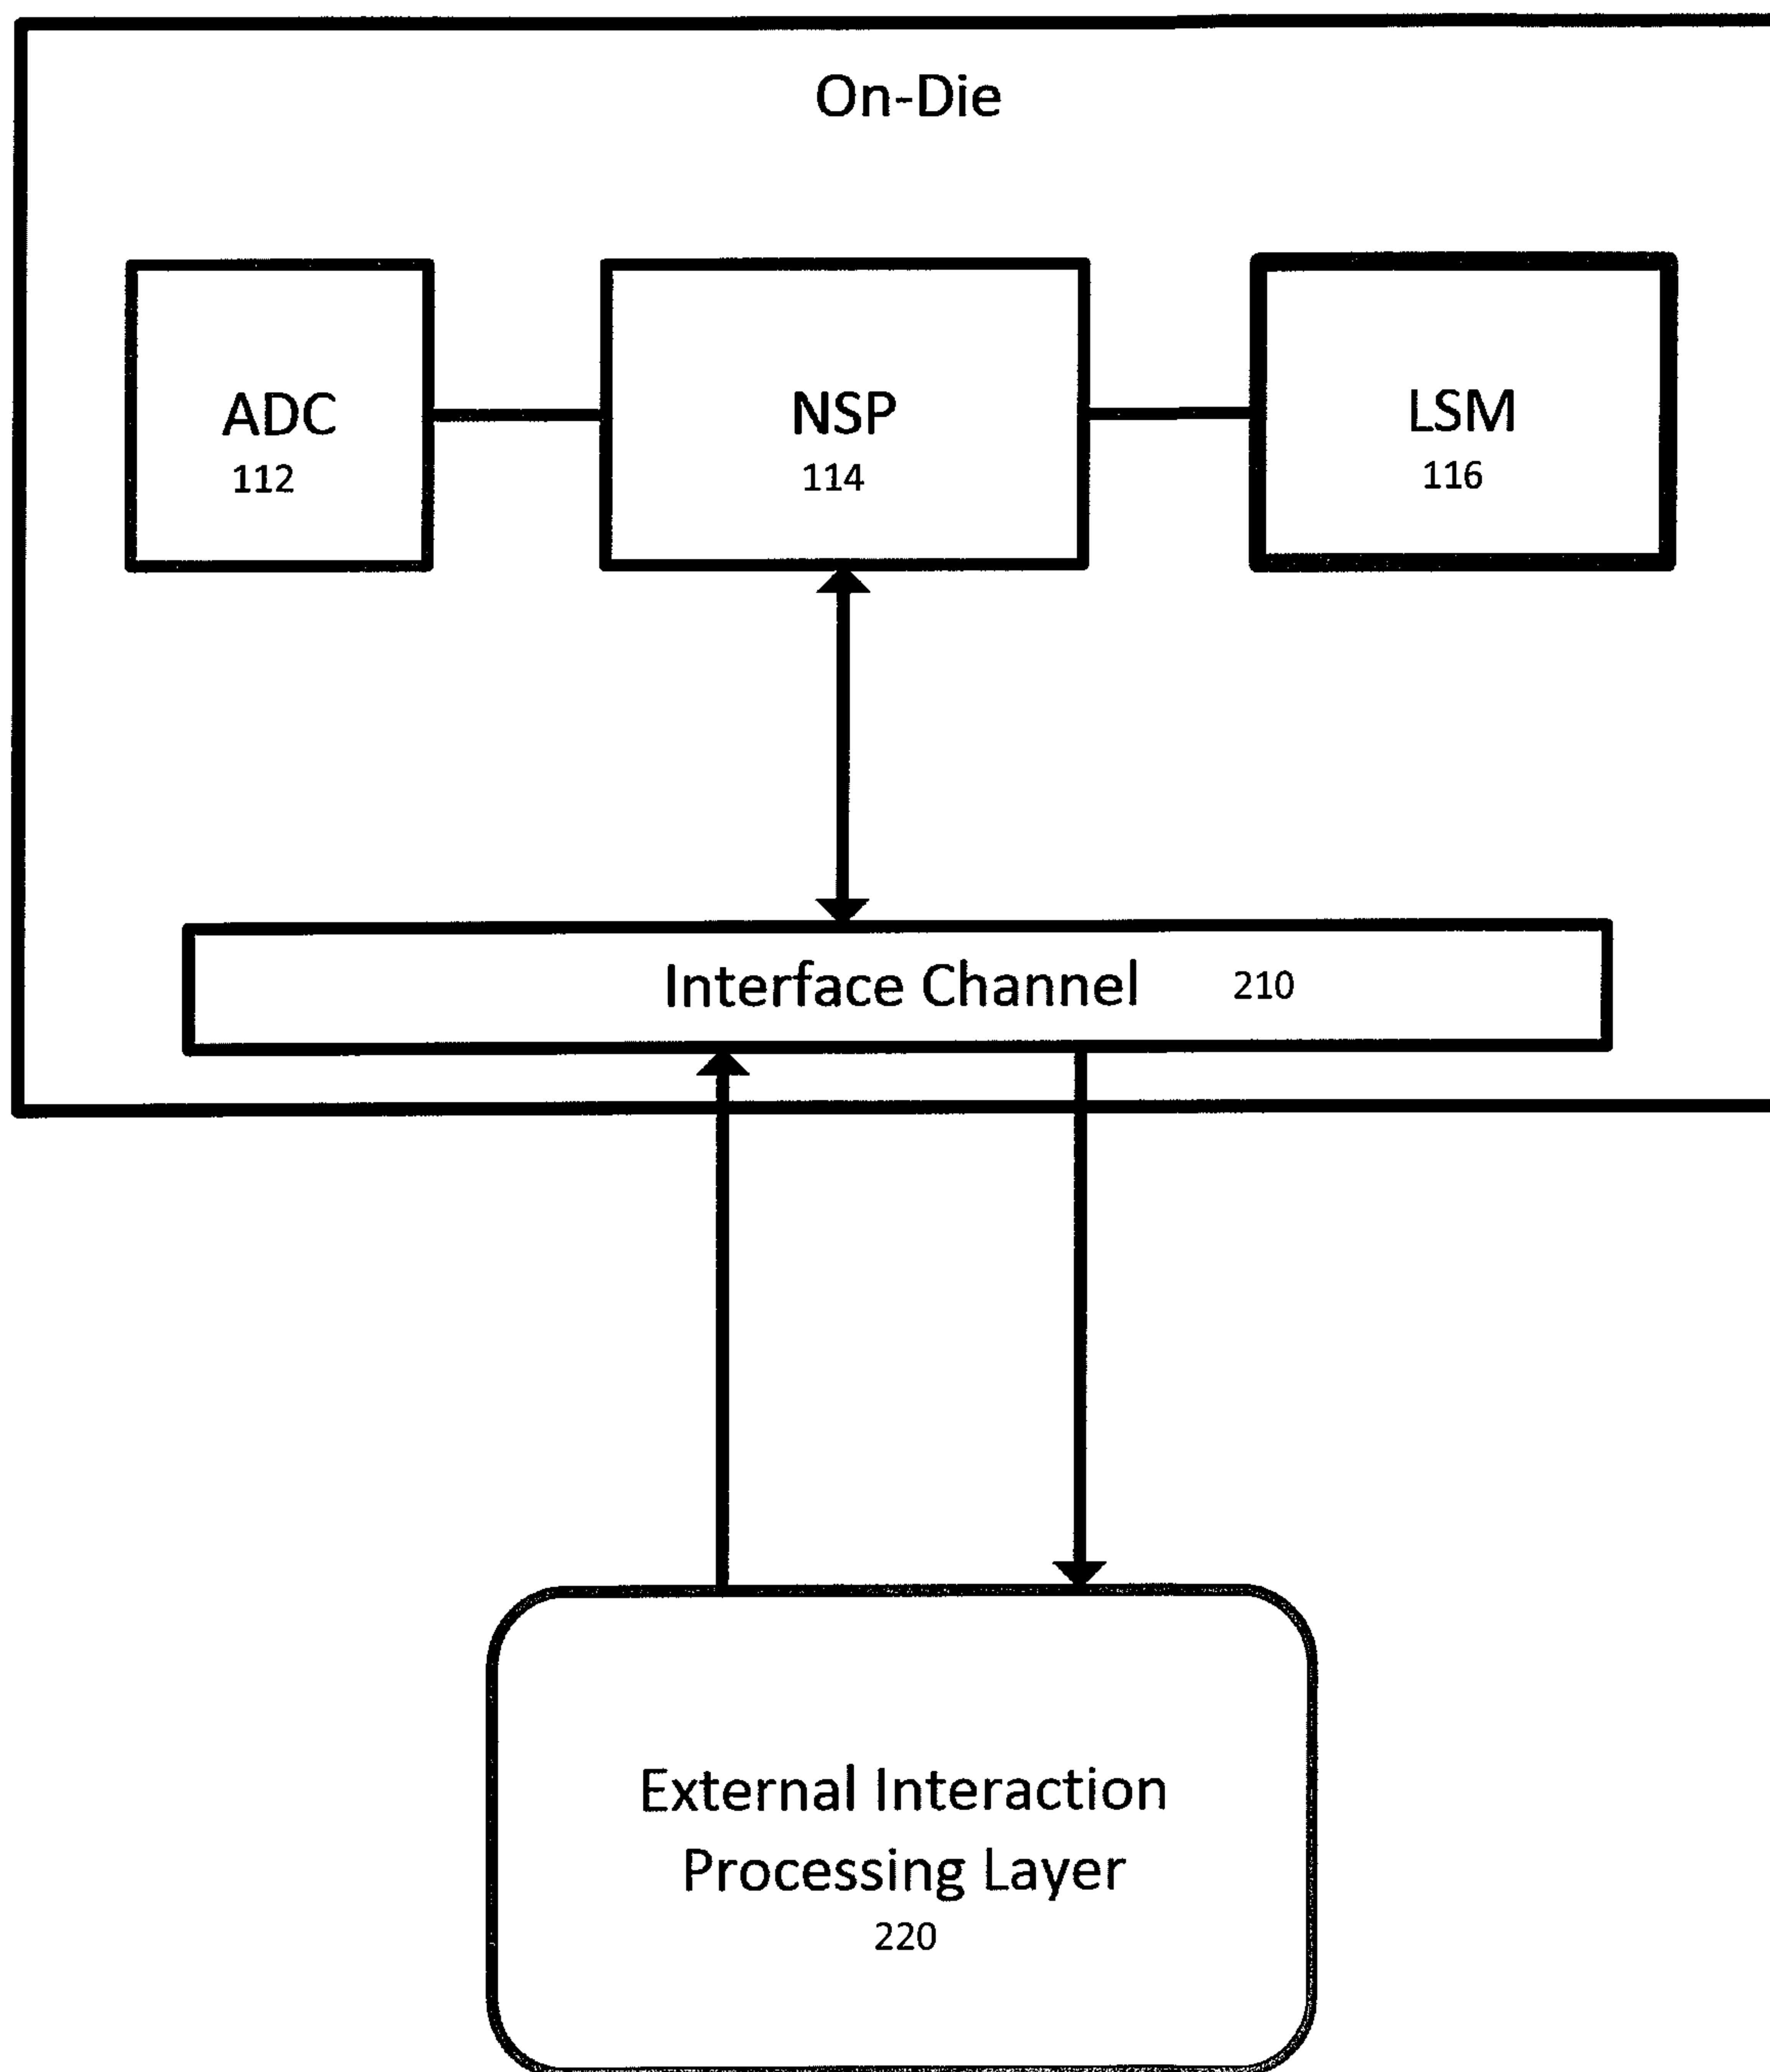 On-Die
ADC
112
NSP
114
LSM
116
Interface Channel 210
External Interaction
Processing Layer
220